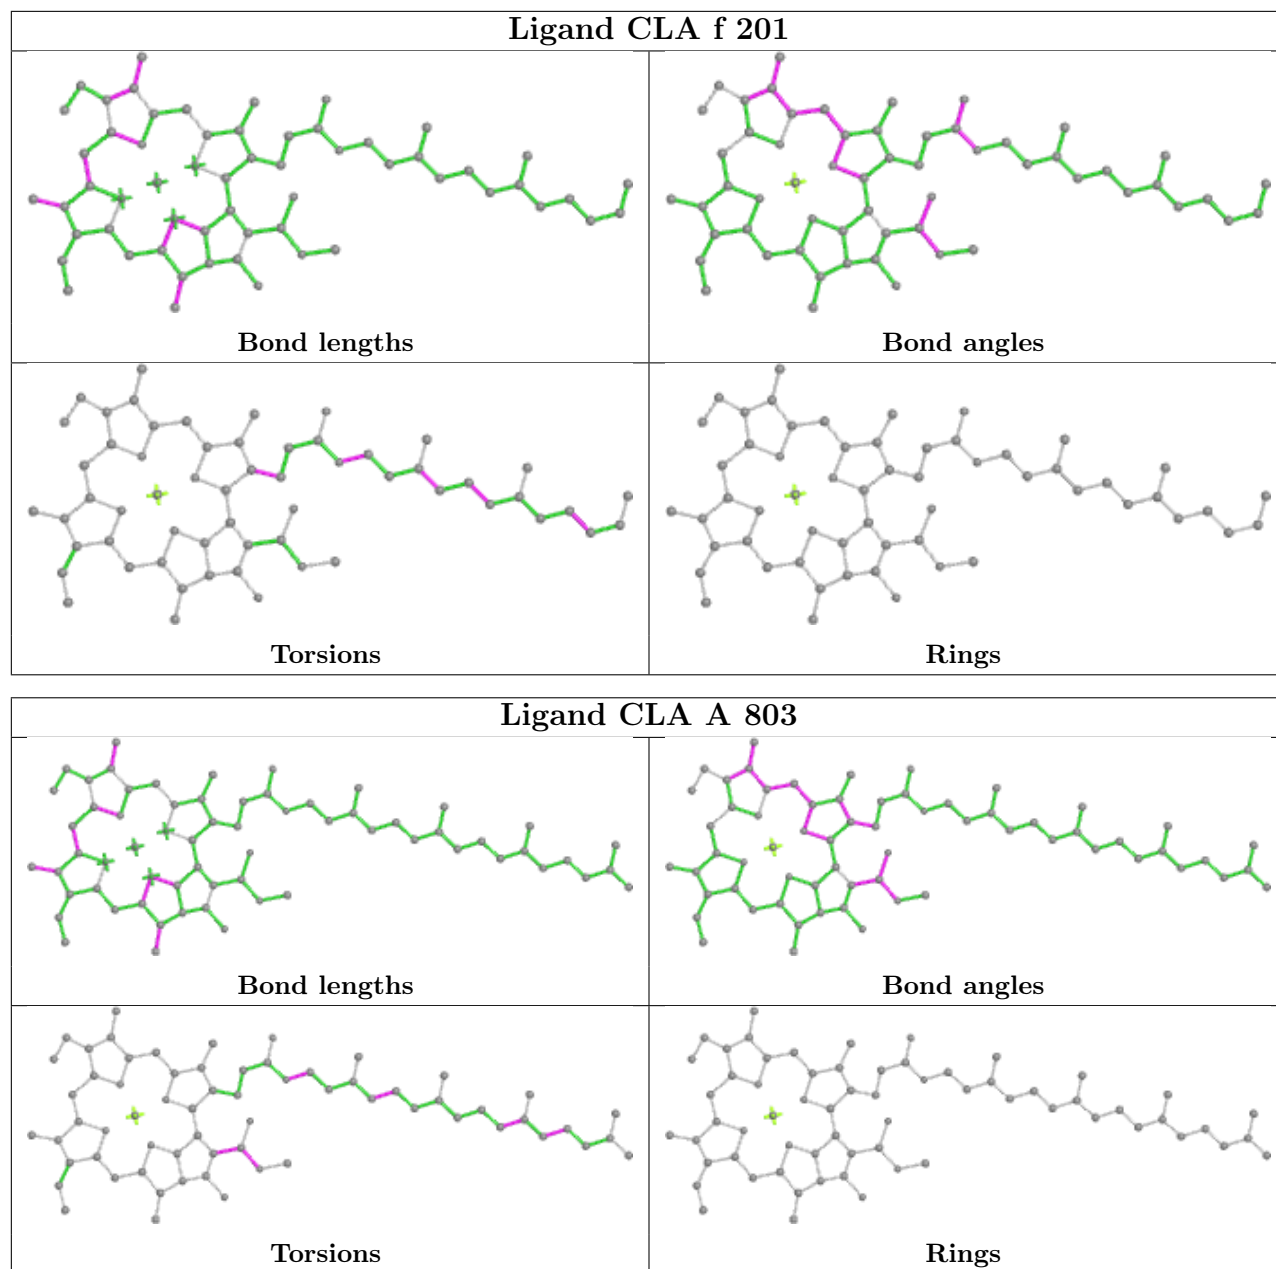 Ligand CLA f 201
Bond lengths
Bond angles
Torsions
Rings
Ligand CLA A 803
Bond lengths
Bond angles
Torsions
Rings